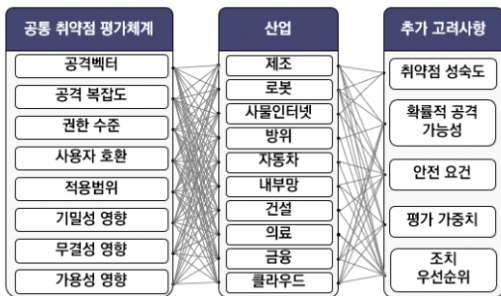 공통 취약점 평가체계
공격벡터
공격 복잡도
권한 수준
사용자 호환
적용범위
기밀성 영향
무결성 영향
가용성 영향
산업
제조
로봇
사물인터넷
방위
자동차
내부망
건설
의료
금융
클라우드
추가 고려사항
취약점 성숙도
확률적 공격
가능성
안전 요건
평가 가중치
조치
우선순위